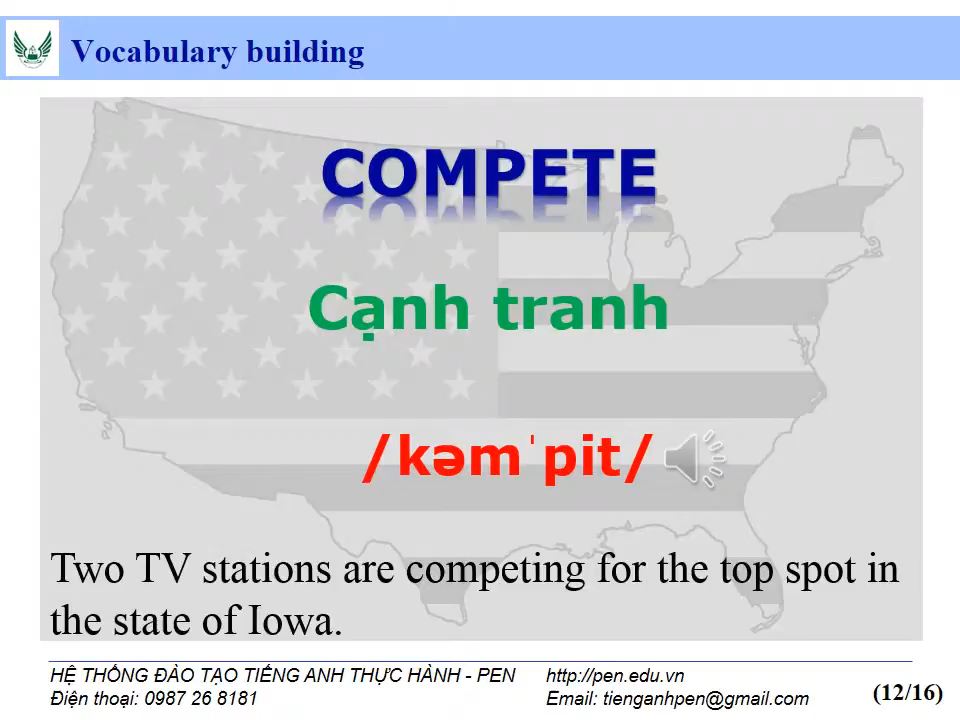 Vocabulary building
COMPETE
Cạnh tranh
/kəmˈpit/
Two TV stations are competing for the top spot in
the state of Iowa.
HỆ THỐNG ĐÀO TẠO TIẾNG ANH THỰC HÀNH - PEN
Điện thoại: 0987 26 8181
http://pen.edu.vn
Email: tienganhpen@gmail.com
(12/16)